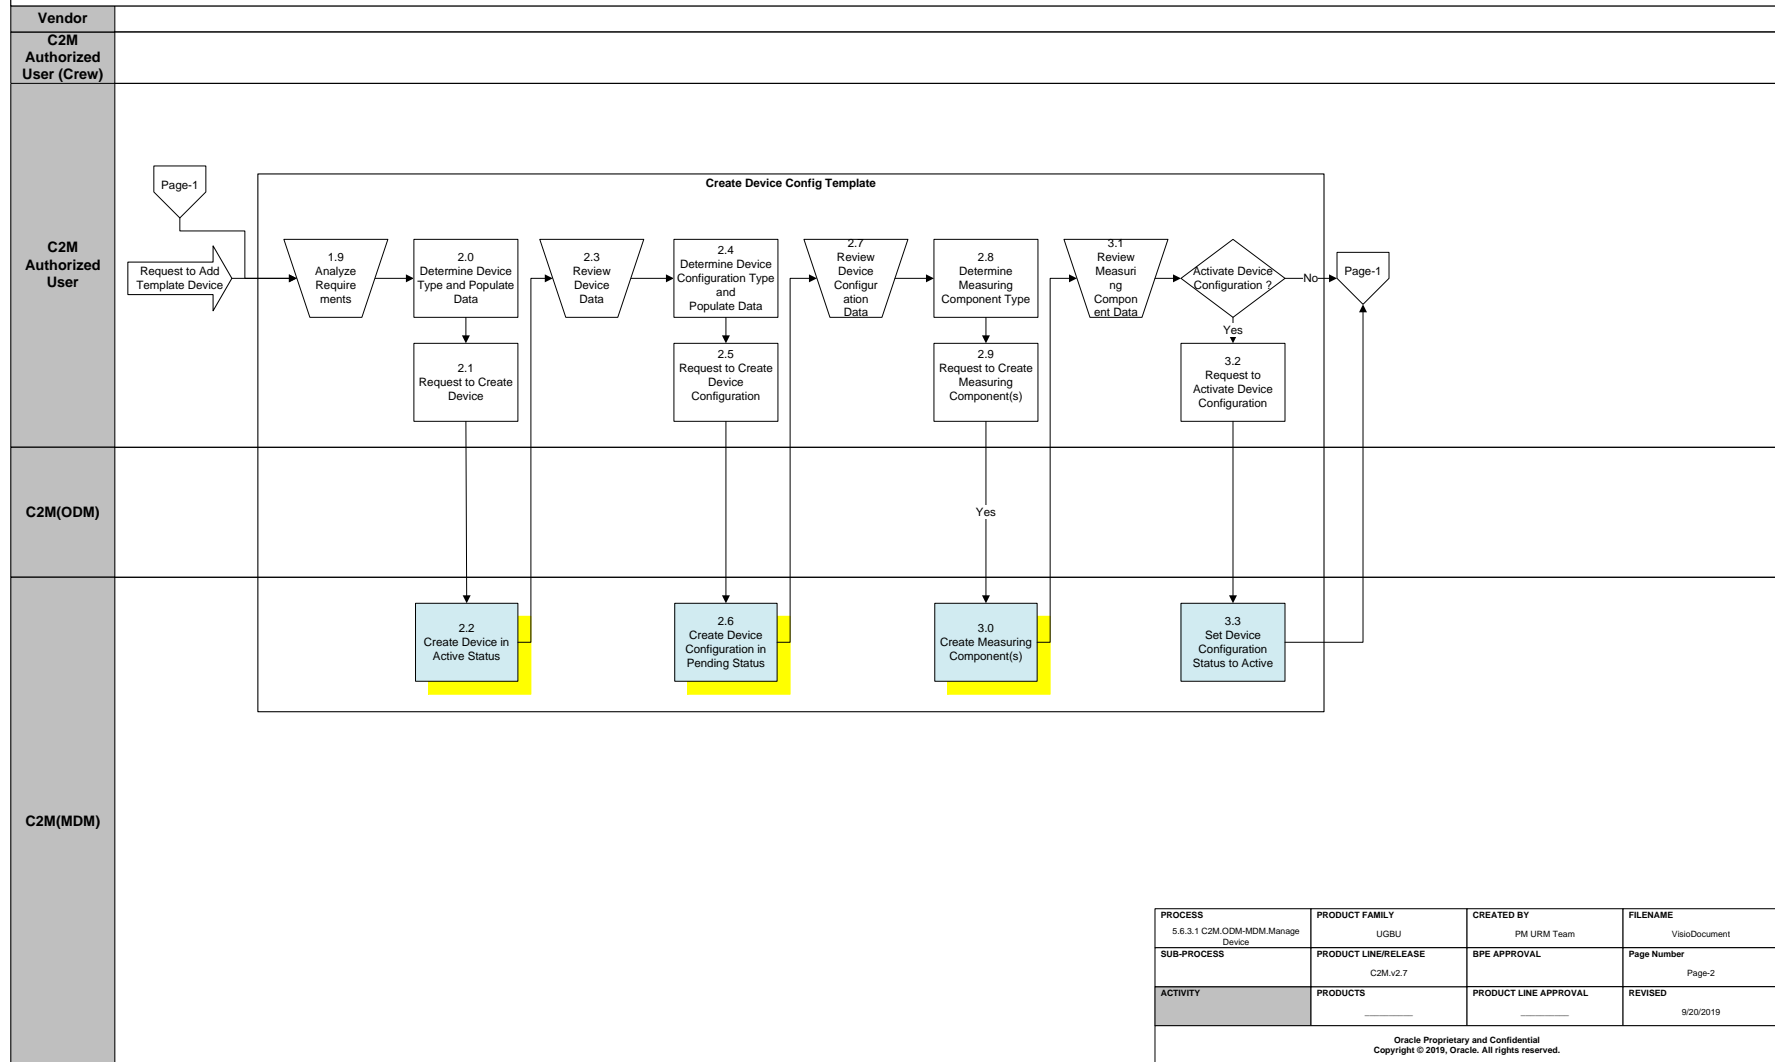 Vendor
C2M
Authorized
User (Crew)
C2M
Authorized
User
Page-1
Request to Add
Template Device
Create Device Config Template
1.9
Analyze
Require
ments
2.0
Determine Device
Type and Populate
Data
2.1
Request to Create
Device
2.3
Review
Device
Data
2.4
Determine Device
Configuration Type
and
Populate Data
2.5
Request to Create
Device
Configuration
2.7
Review
Device
Configur
ation
Data
2.8
Determine
Measuring
Component Type
2.9
Request to Create
Measuring
Component(s)
3.1
Review
Measuri
ng
Compon
ent Data
Activate Device
Configuration ?
No
Page-1
Yes
3.2
Request to
Activate Device
Configuration
C2M(ODM)
Yes
C2M(MDM)
2.2
Create Device in
Active Status
2.6
Create Device
Configuration in
Pending Status
3.0
Create Measuring
Component(s)
3.3
Set Device
Configuration
Status to Active
PROCESS
5.6.3.1 C2M.ODM-MDM.Manage
Device
PRODUCT FAMILY
UGBU
CREATED BY
PM URM Team
FILENAME
VisioDocument
SUB-PROCESS
PRODUCT LINE/RELEASE
C2M.v2.7
BPE APPROVAL
Page Number
Page-2
ACTIVITY
PRODUCTS
PRODUCT LINE APPROVAL
REVISED
9/20/2019
Oracle Proprietary and Confidential
Copyright © 2019, Oracle. All rights reserved.